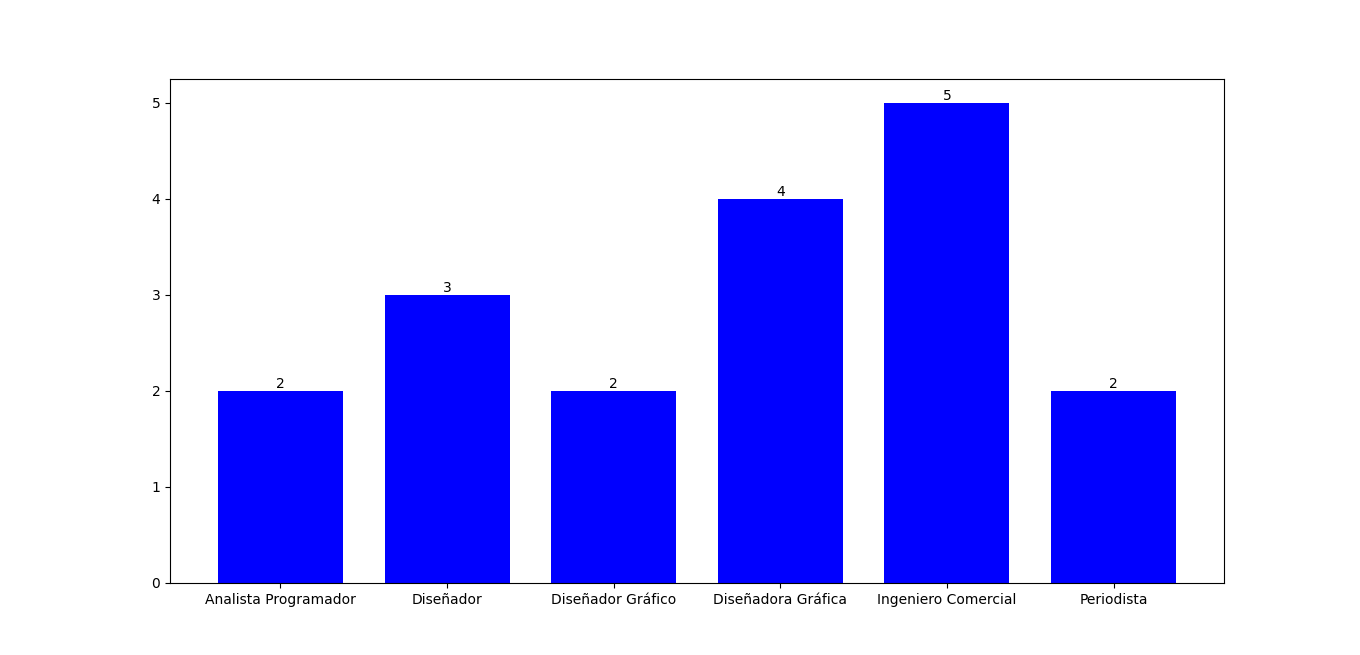 5
4
3
2
1
0
2
3
2
4
5
2
Analista Programador
Diseñador
Diseñador Gráfico
Diseñadora Gráfica
Ingeniero Comercial
Periodista